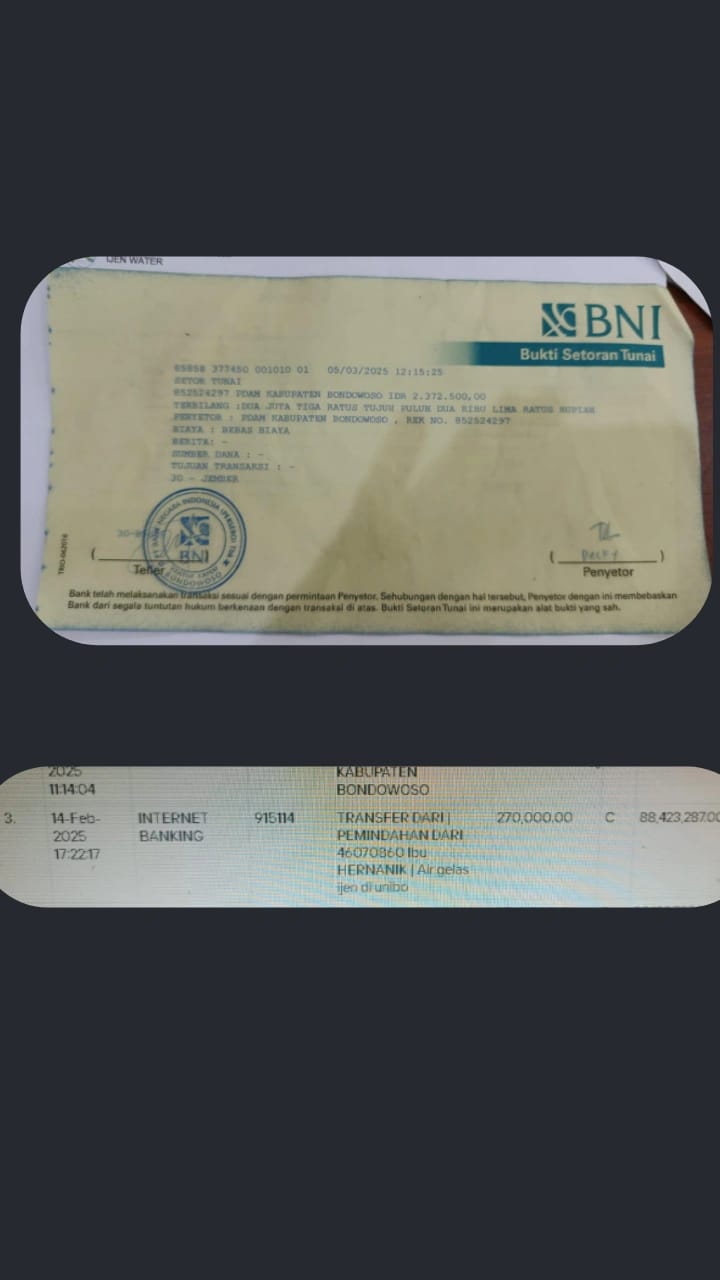 IJEN WATER
BNI
Bukti Setoran Tunai
65858 377450 001010 01 05/03/2025 12:15:25
SETOR TUNAI
852524297 PDAM KABUPATEN BONDOWOSO IDR 2.372.500,00
TERBILANG :DUA JUTA TIGA RATUS TUJUH PULUH DUA RIBU LIMA RATUS RUPIAH
PENYETOR : PDAM KABUPATEN BONDOWOSO , REK NO. 852524297
BIAYA : BEBAS BIAYA
BERITA: -
SUMBER DANA : -
TUJUAN TRANSAKSI : -
30 - JEMBER
PT BANK NEGARA INDONESIA (PERSERO) Tbk
BNI
BONDOWOSO
( )
Teller
( )
Penyetor
Bank telah melaksanakan transaksi sesuai dengan permintaan Penyetor. Sehubungan dengan hal tersebut, Penyetor dengan ini membebaskan
Bank dari segala tuntutan hukum berkenaan dengan transaksi di atas. Bukti Setoran Tunai ini merupakan alat bukti yang sah.
2025 KABUPATEN
11:14:04 BONDOWOSO
3. 14-Feb- INTERNET 915114 TRANSFER DARI | 270,000.00 C 88,423,287.00
2025 BANKING PEMINDAHAN DARI
17:22:17 46070860 Ibu
HERNANIK | Air gelas
ijen di unibo